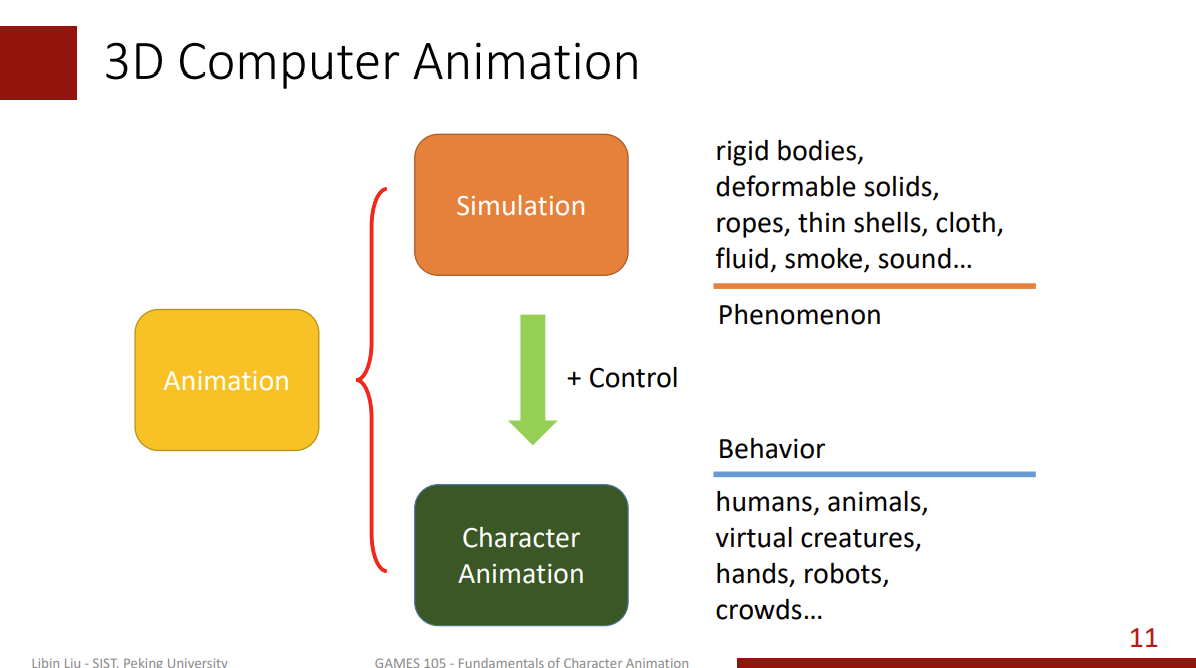 3D Computer Animation
Simulation
rigid bodies,
deformable solids,
ropes, thin shells, cloth,
fluid, smoke, sound…
Phenomenon
Animation
+ Control
Behavior
Character
Animation
humans, animals,
virtual creatures,
hands, robots,
crowds…
11
Libin Liu - SIST, Peking University
GAMES 105 - Fundamentals of Character Animation